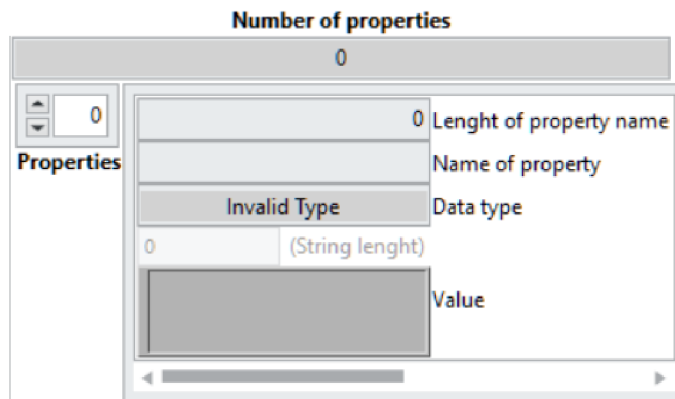 Number of properties
0
0
Properties
0 Lenght of property name
Name of property
Invalid Type Data type
0 (String lenght)
Value